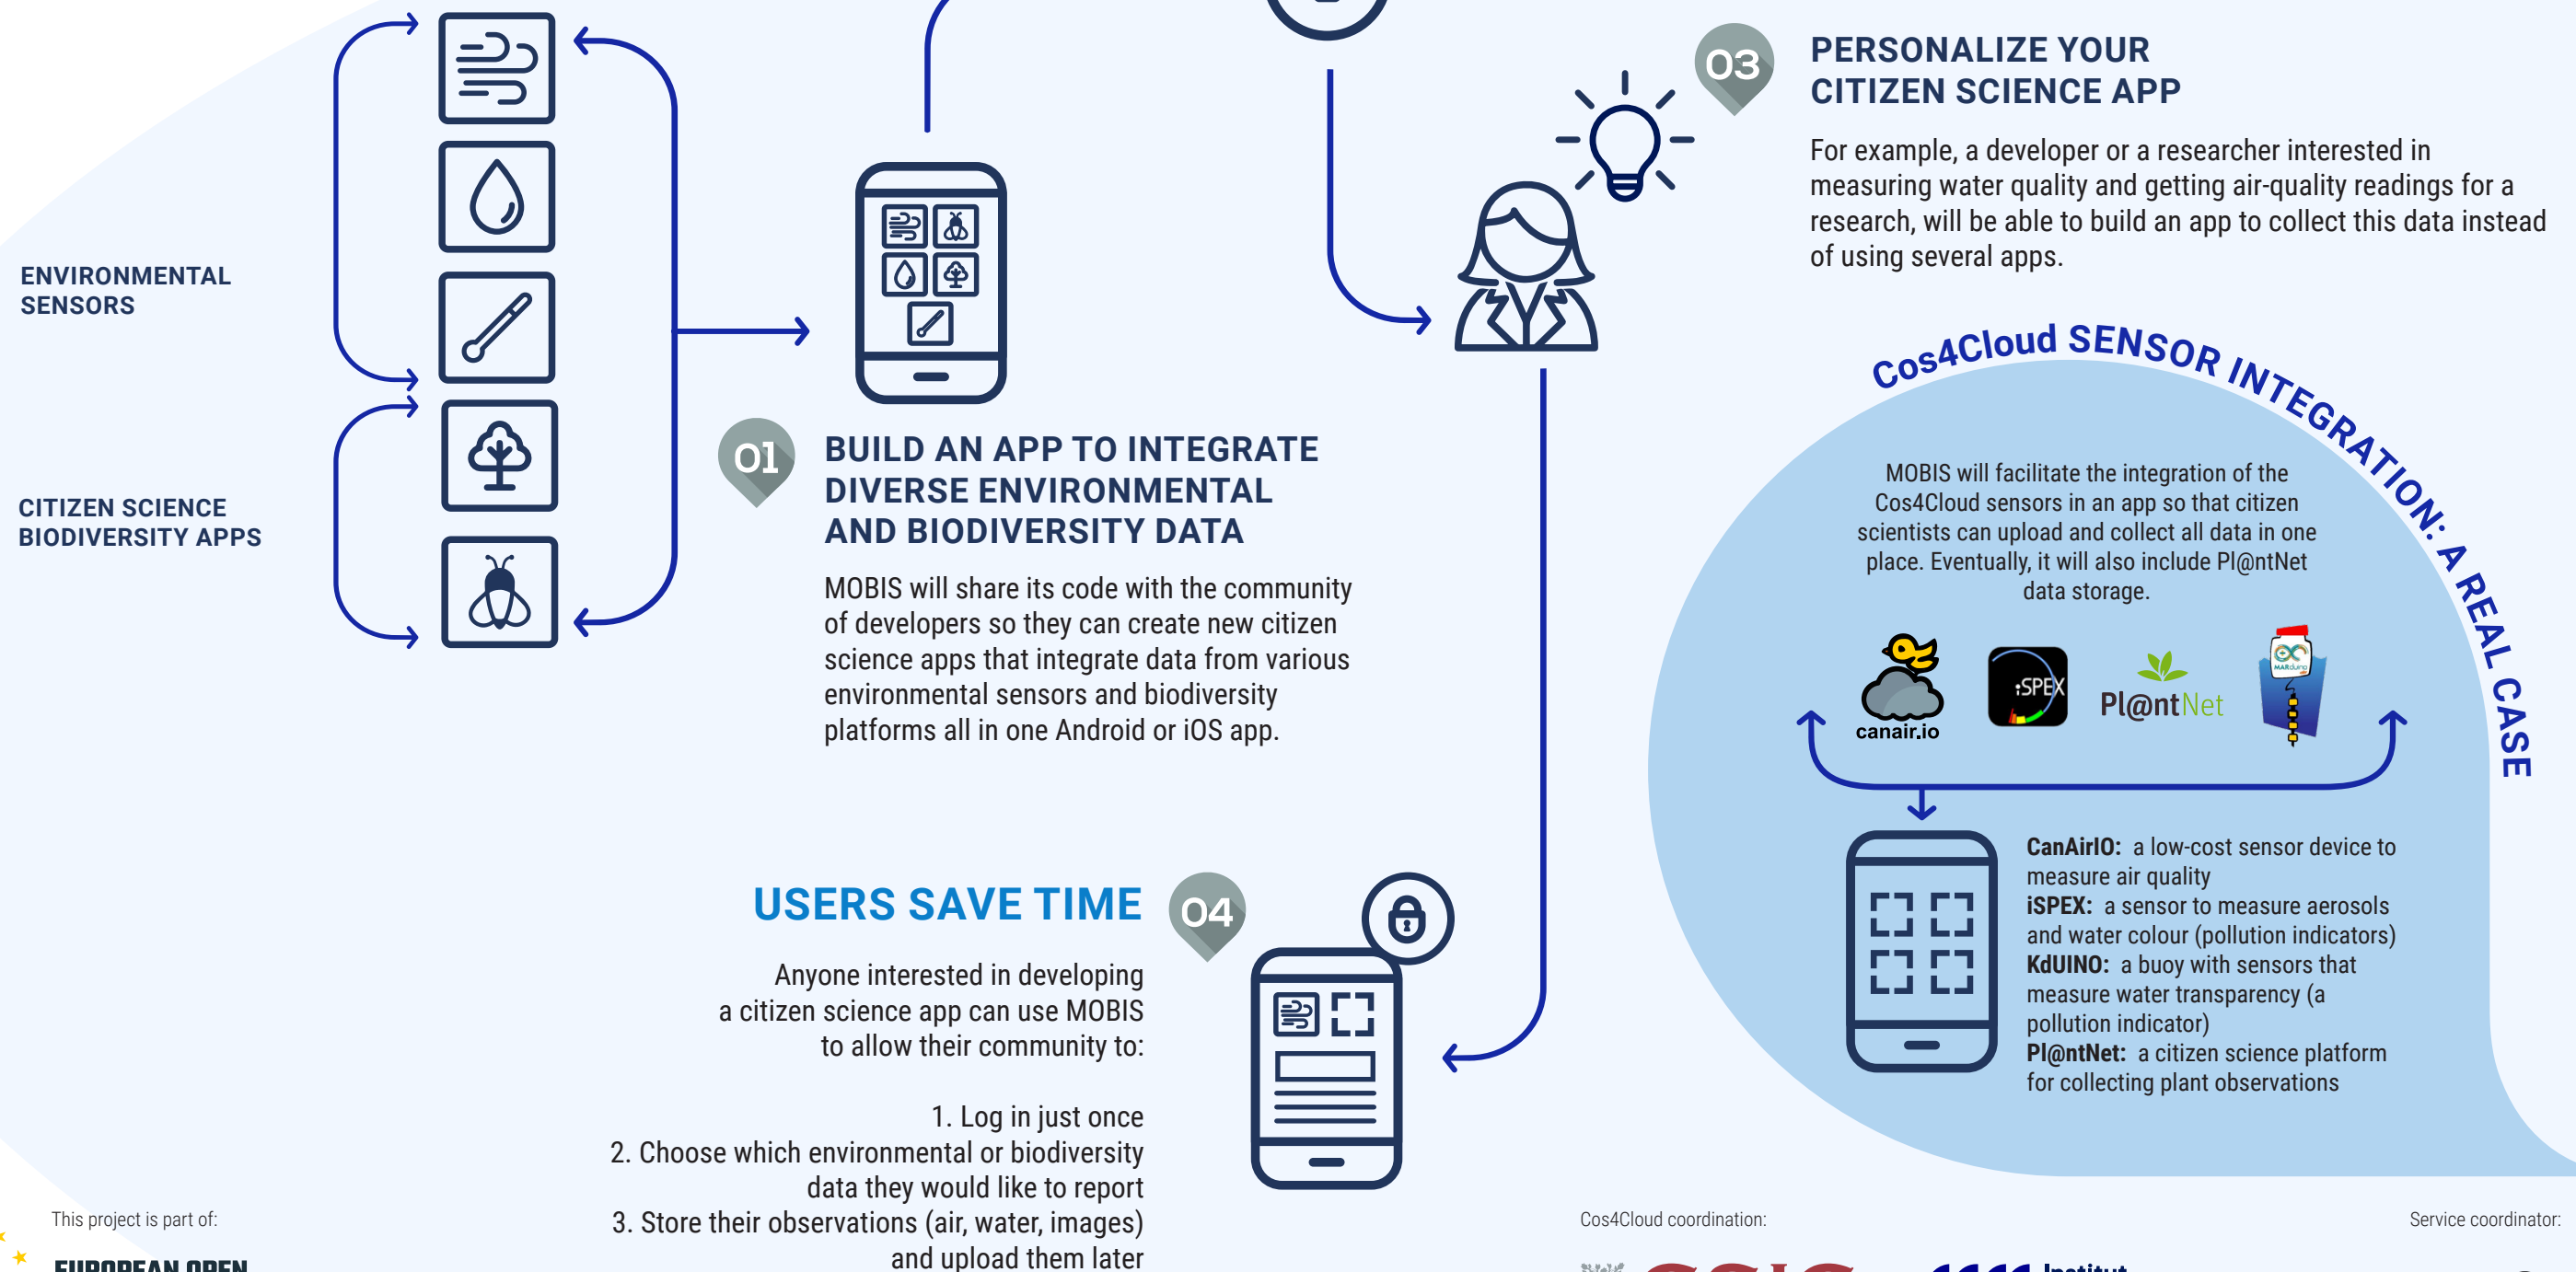 ENVIRONMENTAL
SENSORS
CITIZEN SCIENCE
BIODIVERSITY APPS
01
BUILD AN APP TO INTEGRATE
DIVERSE ENVIRONMENTAL
AND BIODIVERSITY DATA
MOBIS will share its code with the community
of developers so they can create new citizen
science apps that integrate data from various
environmental sensors and biodiversity
platforms all in one Android or iOS app.
03
PERSONALIZE YOUR
CITIZEN SCIENCE APP
For example, a developer or a researcher interested in
measuring water quality and getting air-quality readings for a
research, will be able to build an app to collect this data instead
of using several apps.
Cos4Cloud SENSOR INTEGRATION: A REAL CASE
MOBIS will facilitate the integration of the
Cos4Cloud sensors in an app so that citizen
scientists can upload and collect all data in one
place. Eventually, it will also include Pl@ntNet
data storage.
canair.io
iSPEX
Pl@ntNet
MARduino
CanAirIO: a low-cost sensor device to
measure air quality
iSPEX: a sensor to measure aerosols
and water colour (pollution indicators)
KdUINO: a buoy with sensors that
measure water transparency (a
pollution indicator)
Pl@ntNet: a citizen science platform
for collecting plant observations
USERS SAVE TIME
04
Anyone interested in developing
a citizen science app can use MOBIS
to allow their community to:
1. Log in just once
2. Choose which environmental or biodiversity
data they would like to report
3. Store their observations (air, water, images)
and upload them later
This project is part of:
EUROPEAN OPEN
Cos4Cloud coordination:
CSIC
Institut
Service coordinator: